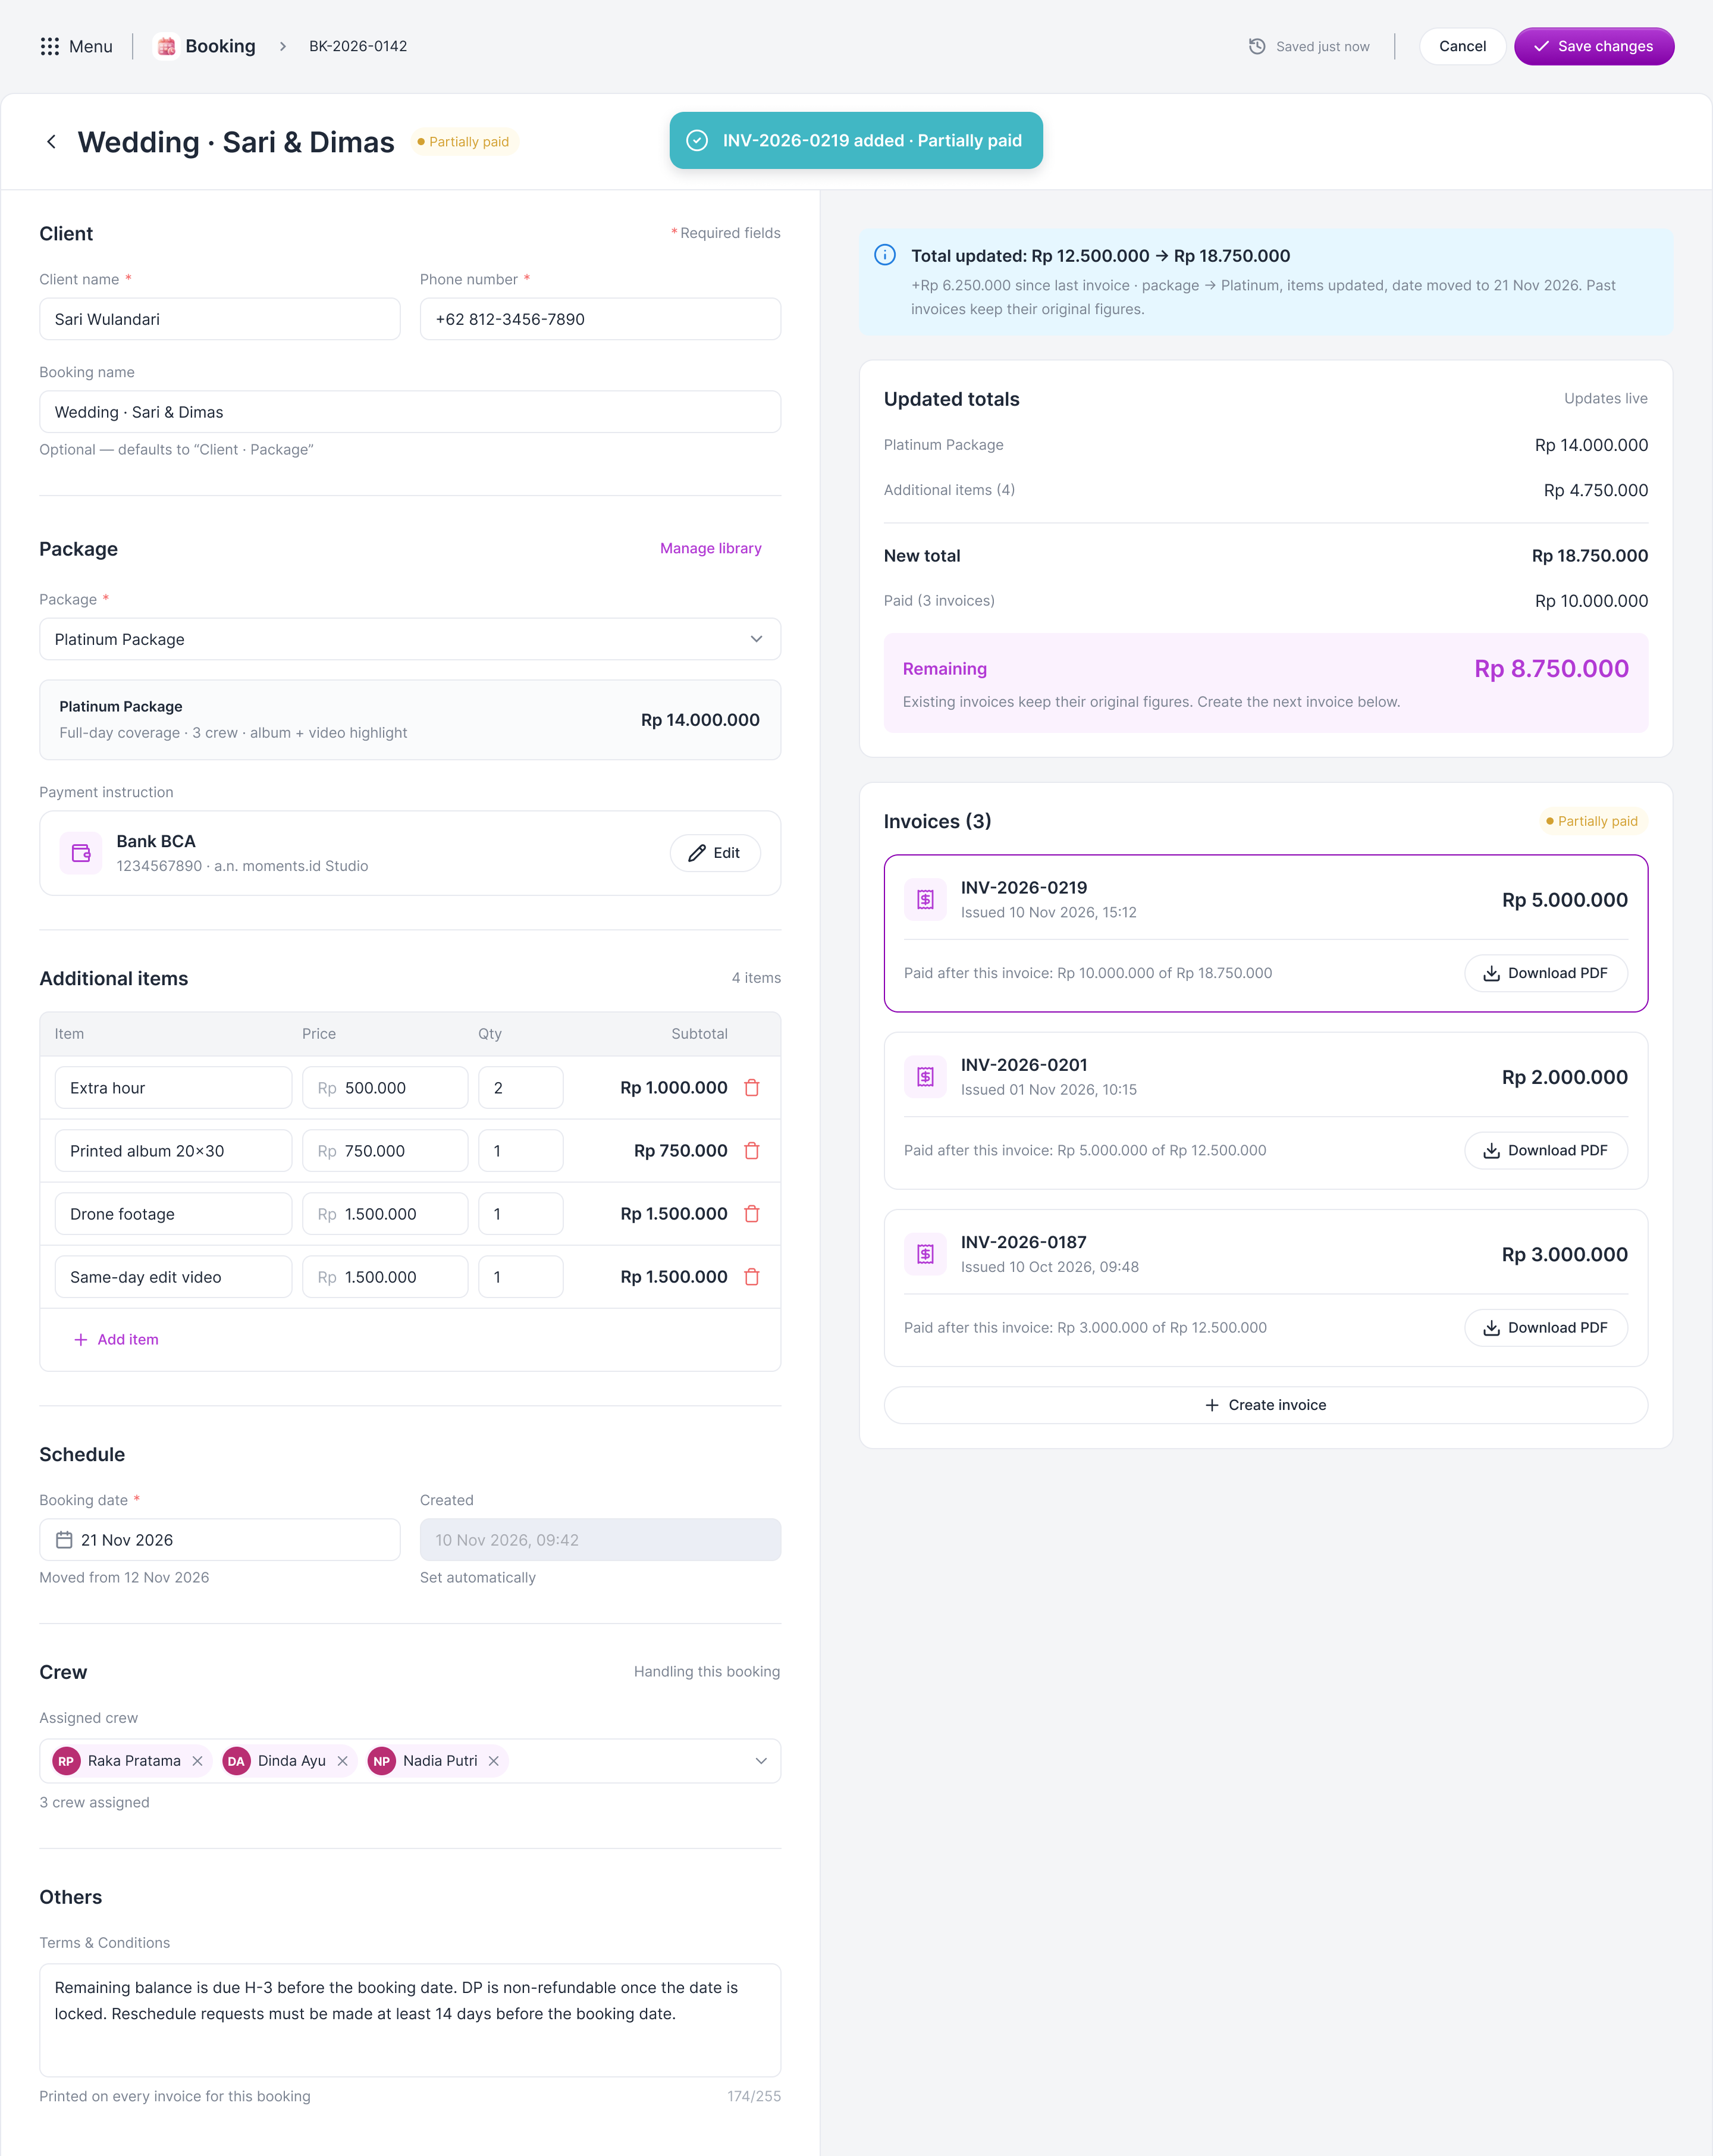 Menu
Booking
BK-2026-0142
Saved just now
Cancel
Save changes
Wedding · Sari & Dimas
Partially paid
INV-2026-0219 added · Partially paid
Client
* Required fields
Client name *
Phone number *
Sari Wulandari
+62 812-3456-7890
Booking name
Wedding · Sari & Dimas
Optional — defaults to “Client · Package”
Package
Manage library
Package *
Platinum Package
Platinum Package
Full-day coverage · 3 crew · album + video highlight
Rp 14.000.000
Payment instruction
Bank BCA
1234567890 · a.n. moments.id Studio
Edit
Additional items
4 items
Item
Price
Qty
Subtotal
Extra hour
Rp 500.000
2
Rp 1.000.000
Printed album 20×30
Rp 750.000
1
Rp 750.000
Drone footage
Rp 1.500.000
1
Rp 1.500.000
Same-day edit video
Rp 1.500.000
1
Rp 1.500.000
Add item
Schedule
Booking date *
Created
21 Nov 2026
10 Nov 2026, 09:42
Moved from 12 Nov 2026
Set automatically
Crew
Handling this booking
Assigned crew
RP Raka Pratama
DA Dinda Ayu
NP Nadia Putri
3 crew assigned
Others
Terms & Conditions
Remaining balance is due H-3 before the booking date. DP is non-refundable once the date is
locked. Reschedule requests must be made at least 14 days before the booking date.
Printed on every invoice for this booking
174/255
Total updated: Rp 12.500.000 → Rp 18.750.000
+Rp 6.250.000 since last invoice · package → Platinum, items updated, date moved to 21 Nov 2026. Past
invoices keep their original figures.
Updated totals
Updates live
Platinum Package
Rp 14.000.000
Additional items (4)
Rp 4.750.000
New total
Rp 18.750.000
Paid (3 invoices)
Rp 10.000.000
Remaining
Rp 8.750.000
Existing invoices keep their original figures. Create the next invoice below.
Invoices (3)
Partially paid
INV-2026-0219
Issued 10 Nov 2026, 15:12
Rp 5.000.000
Paid after this invoice: Rp 10.000.000 of Rp 18.750.000
Download PDF
INV-2026-0201
Issued 01 Nov 2026, 10:15
Rp 2.000.000
Paid after this invoice: Rp 5.000.000 of Rp 12.500.000
Download PDF
INV-2026-0187
Issued 10 Oct 2026, 09:48
Rp 3.000.000
Paid after this invoice: Rp 3.000.000 of Rp 12.500.000
Download PDF
Create invoice